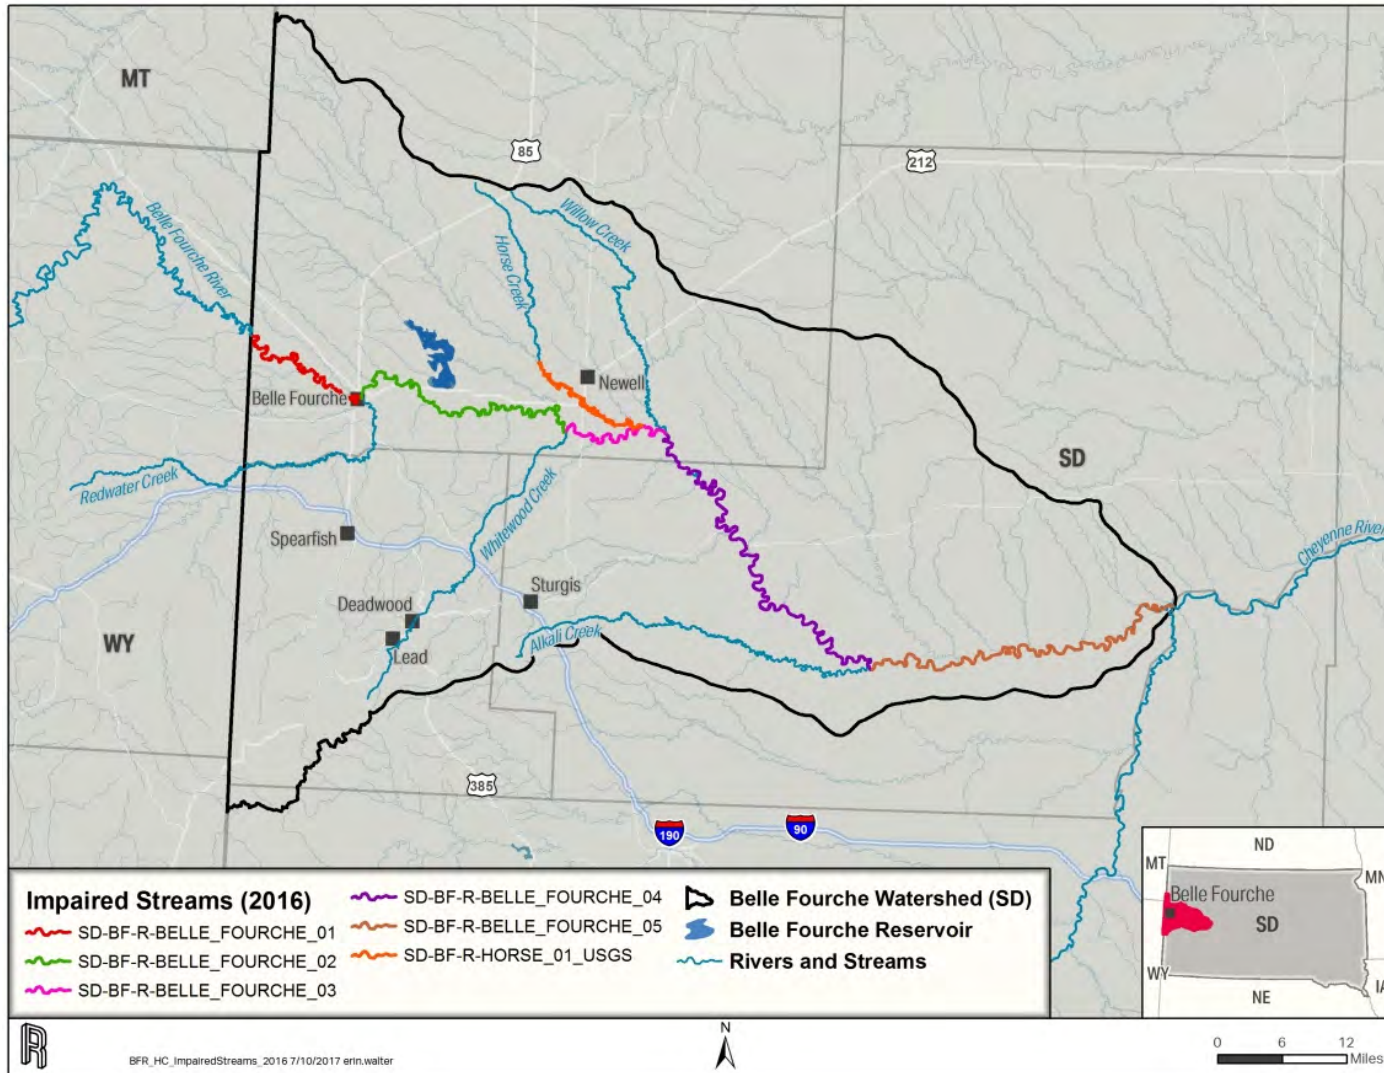 MT
85
212
Belle Fourche River
Horse Creek
Willow Creek
Newell
Belle Fourche
SD
Redwater Creek
Whitewood Creek
Cheyenne River
Spearfish
Sturgis
Deadwood
Alkali Creek
WY
Lead
385
190
90
Impaired Streams (2016)
SD-BF-R-BELLE_FOURCHE_01
SD-BF-R-BELLE_FOURCHE_02
SD-BF-R-BELLE_FOURCHE_03
SD-BF-R-BELLE_FOURCHE_04
SD-BF-R-BELLE_FOURCHE_05
SD-BF-R-HORSE_01_USGS
Belle Fourche Watershed (SD)
Belle Fourche Reservoir
Rivers and Streams
ND
MT
MN
Belle Fourche
SD
WY
NE
IA
R
BFR_HC_ImpairedStreams_2016 7/10/2017 erin.walter
N
0 6 12
Miles